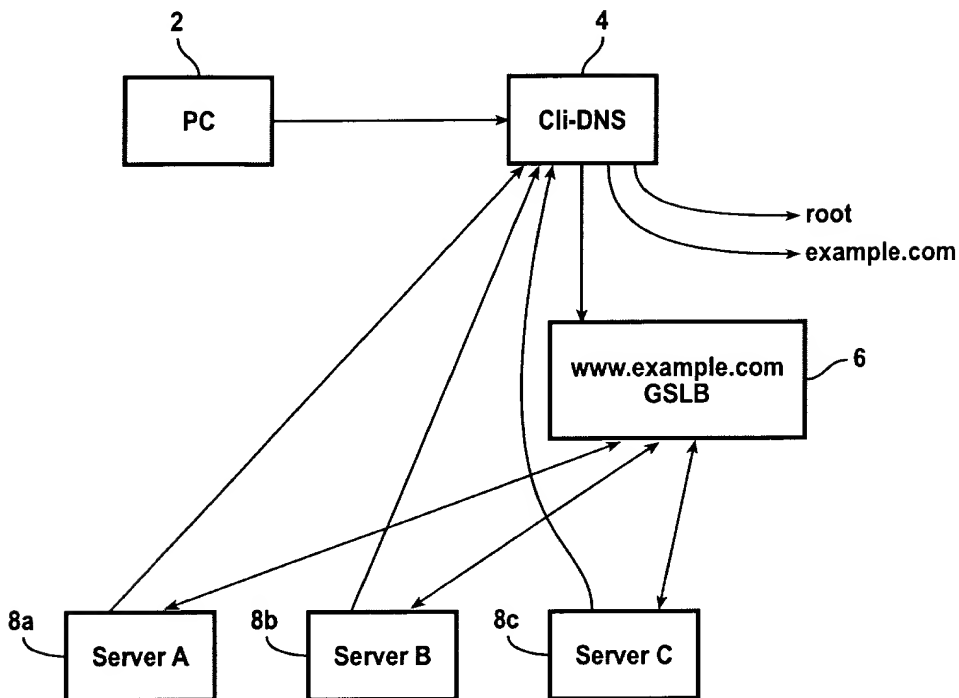 2
4
PC
Cli-DNS
root
example.com
www.example.com
GSLB
6
8a
Server A
8b
Server B
8c
Server C